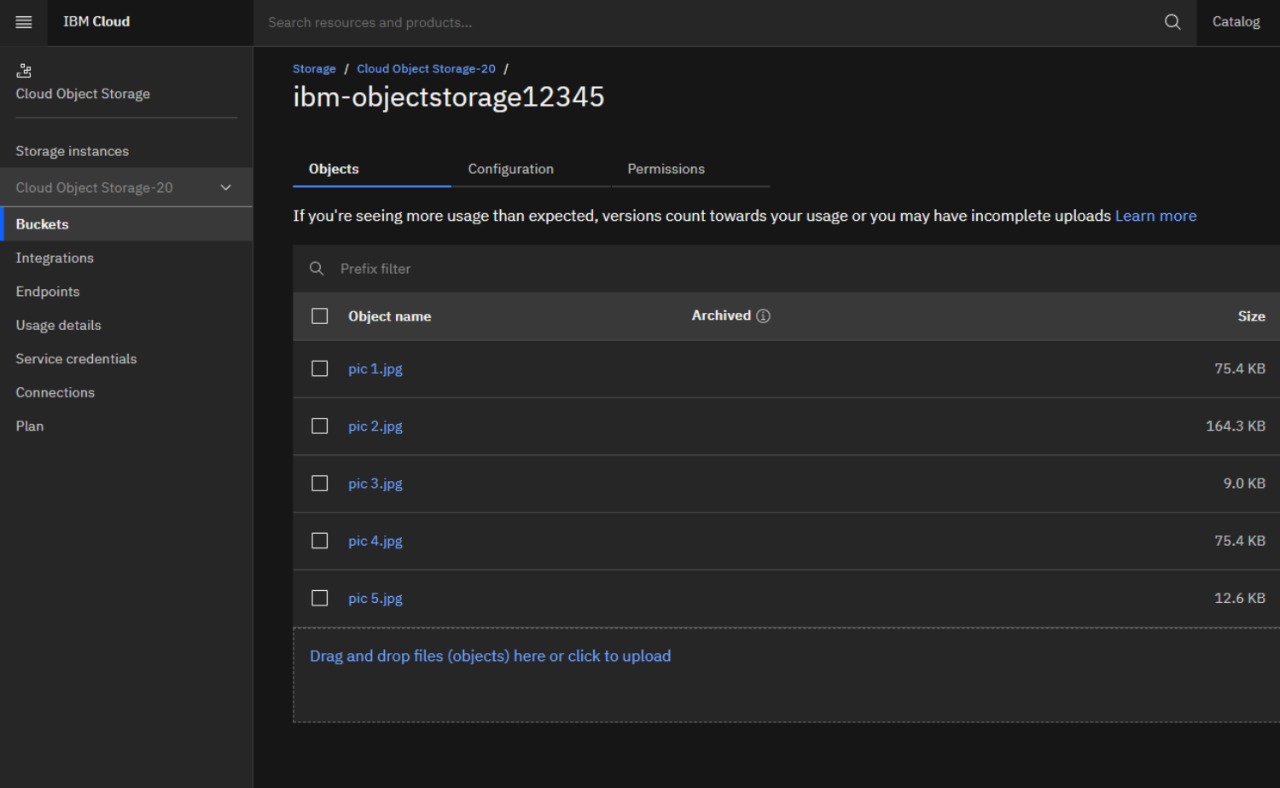 IBM Cloud
Search resources and products...
Catalog
Cloud Object Storage
Storage instances
Cloud Object Storage-20
Buckets
Integrations
Endpoints
Usage details
Service credentials
Connections
Plan
Storage / Cloud Object Storage-20 /
ibm-objectstorage12345
Objects Configuration Permissions
If you're seeing more usage than expected, versions count towards your usage or you may have incomplete uploads Learn more
Prefix filter
Object name Archived Size
pic 1.jpg 75.4 KB
pic 2.jpg 164.3 KB
pic 3.jpg 9.0 KB
pic 4.jpg 75.4 KB
pic 5.jpg 12.6 KB
Drag and drop files (objects) here or click to upload